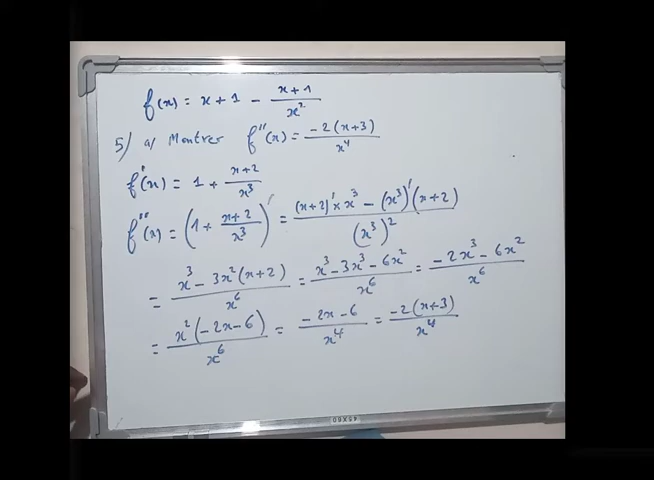 f(x) = x + 1 - (x+1)/x²
5) a/ Montrer f''(x) = -2(x+3)/x⁴
f'(x) = 1 + (x+2)/x³
f''(x) = (1 + (x+2)/x³)' = ((x+2)' × x³ - (x³)'(x+2))/(x³)²
= (x³ - 3x²(x+2))/x⁶ = (x³ - 3x³ - 6x²)/x⁶ = (-2x³ - 6x²)/x⁶
= x²(-2x-6)/x⁶ = (-2x-6)/x⁴ = -2(x+3)/x⁴